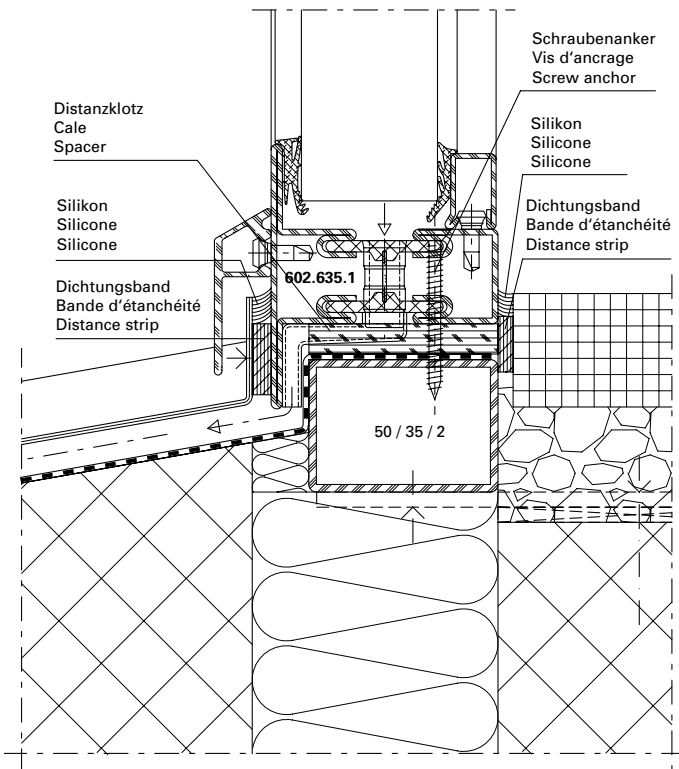 Schraubenanker
Vis d'ancrage
Screw anchor
Distanzklotz
Cale
Spacer
Silikon
Silicone
Silicone
Silikon
Silicone
Silicone
Dichtungsband
Bande d'étanchéité
Distance strip
Dichtungsband
Bande d'étanchéité
Distance strip
602.635.1
50 / 35 / 2